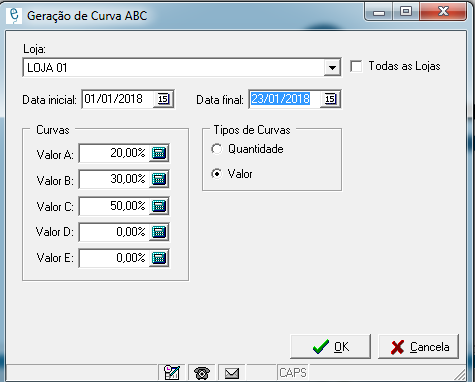 Geração de Curva ABC
Loja:
LOJA 01
Todas as Lojas
Data inicial: 01/01/2018 15 Data final: 23/01/2018 15
Curvas
Valor A: 20,00%
Valor B: 30,00%
Valor C: 50,00%
Valor D: 0,00%
Valor E: 0,00%
Tipos de Curvas
Quantidade
Valor
OK Cancela
CAPS